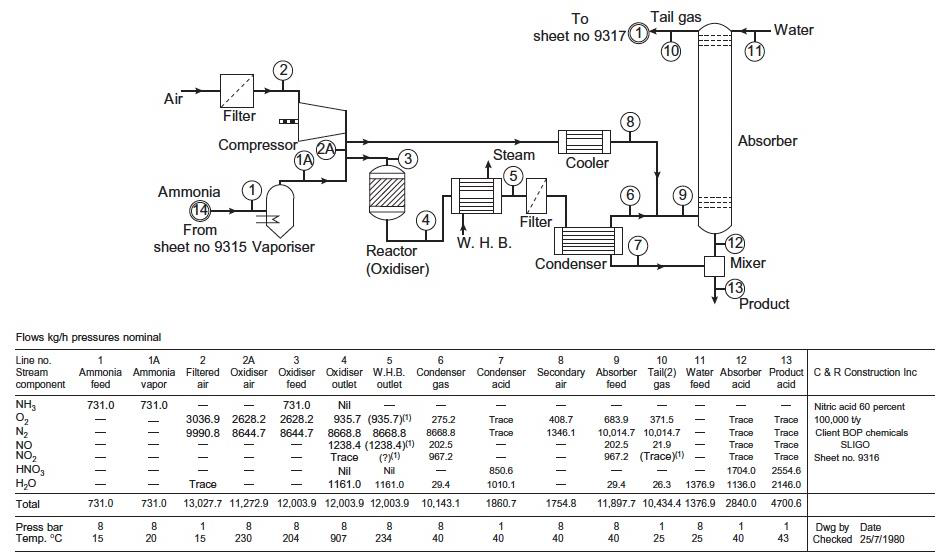 To Tail gas
sheet no 9317 1 Water
10 11
2
Air
Filter
8
Compressor 2A Absorber
1A 3 Steam Cooler
5
Ammonia 1 6 9
14
4 Filter
From
sheet no 9315 Vaporiser W. H. B. 7 12
Reactor Condenser Mixer
(Oxidiser) 13
Product
Flows kg/h pressures nominal
Line no. 1 1A 2 2A 3 4 5 6 7 8 9 10 11 12 13
Stream Ammonia Ammonia Filtered Oxidiser Oxidiser Oxidiser W.H.B. Condenser Condenser Secondary Absorber Tail(2) Water Absorber Product C & R Construction Inc
component feed vapor air air feed outlet outlet gas acid air feed gas feed acid acid
NH3 731.0 731.0 — — 731.0 Nil — — — — — — — — — Nitric acid 60 percent
O2 — — 3036.9 2628.2 2628.2 935.7 (935.7)(1) 275.2 Trace 408.7 683.9 371.5 — Trace Trace 100,000 t/y
N2 — — 9990.8 8644.7 8644.7 8668.8 8668.8 8668.8 Trace 1346.1 10,014.7 10,014.7 — Trace Trace Client BOP chemicals
NO — — — — — 1238.4 (1238.4)(1) 202.5 — — 202.5 21.9 — Trace Trace SLIGO
NO2 — — — — — Trace (?)(1) 967.2 — — 967.2 (Trace)(1) — Trace Trace Sheet no. 9316
HNO3 — — — — — Nil Nil — 850.6 — — — — 1704.0 2554.6
H2O — — Trace — — 1161.0 1161.0 29.4 1010.1 — 29.4 26.3 1376.9 1136.0 2146.0
Total 731.0 731.0 13,027.7 11,272.9 12,003.9 12,003.9 12,003.9 10,143.1 1860.7 1754.8 11,897.7 10,434.4 1376.9 2840.0 4700.6
Press bar 8 8 1 8 8 8 8 8 1 8 8 1 8 1 1 Dwg by Date
Temp. °C 15 20 15 230 204 907 234 40 40 40 40 25 25 40 43 Checked 25/7/1980